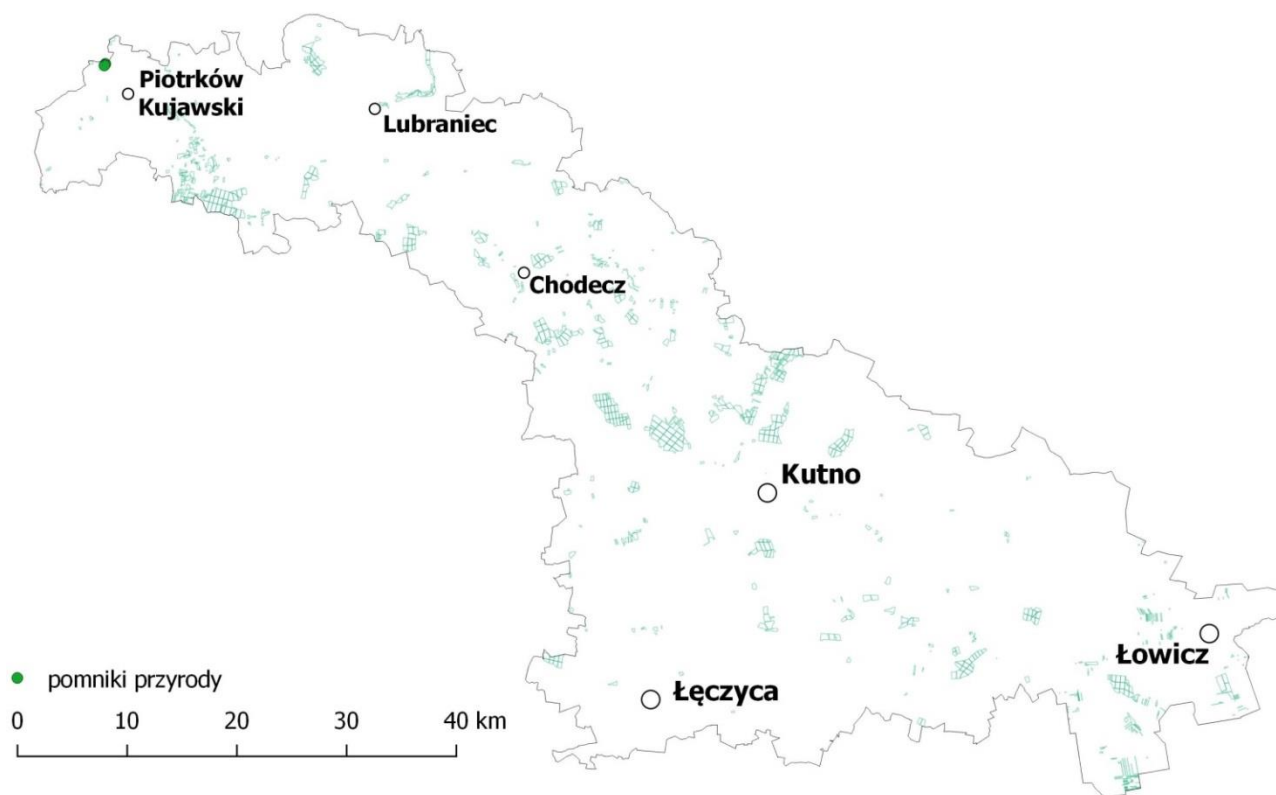 Piotrków
Kujawski
Lubraniec
Chodecz
Kutno
Łowicz
Łęczyca
pomniki przyrody
0 10 20 30 40 km